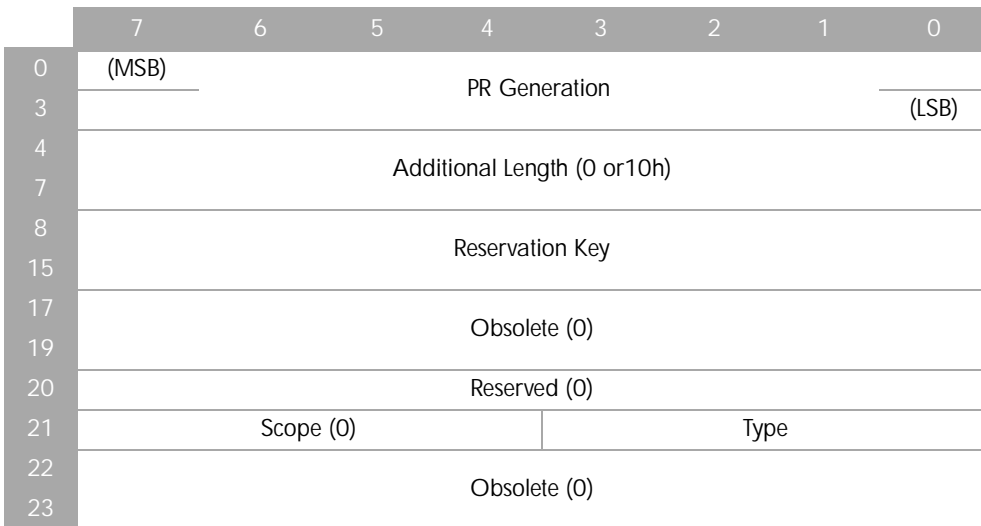 7 6 5 4 3 2 1 0
0 (MSB)
PR Generation
3 (LSB)
4
Additional Length (0 or10h)
7
8
Reservation Key
15
17
Obsolete (0)
19
20 Reserved (0)
21 Scope (0) Type
22
Obsolete (0)
23